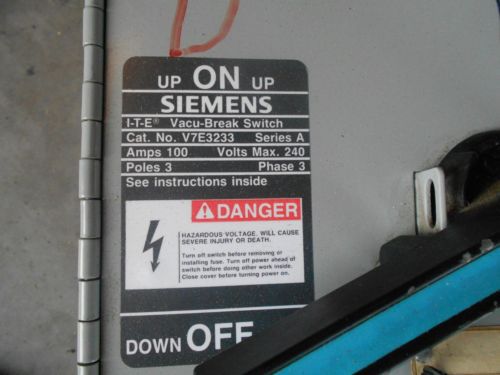 UP ON UP
SIEMENS
I-T-E® Vacu-Break Switch
Cat. No. V7E3233 Series A
Amps 100 Volts Max. 240
Poles 3 Phase 3
See instructions inside
DANGER
HAZARDOUS VOLTAGE. WILL CAUSE
SEVERE INJURY OR DEATH.
Turn off switch before removing or
installing fuse. Turn off power ahead of
switch before doing other work inside.
Close cover before turning power on.
DOWN OFF